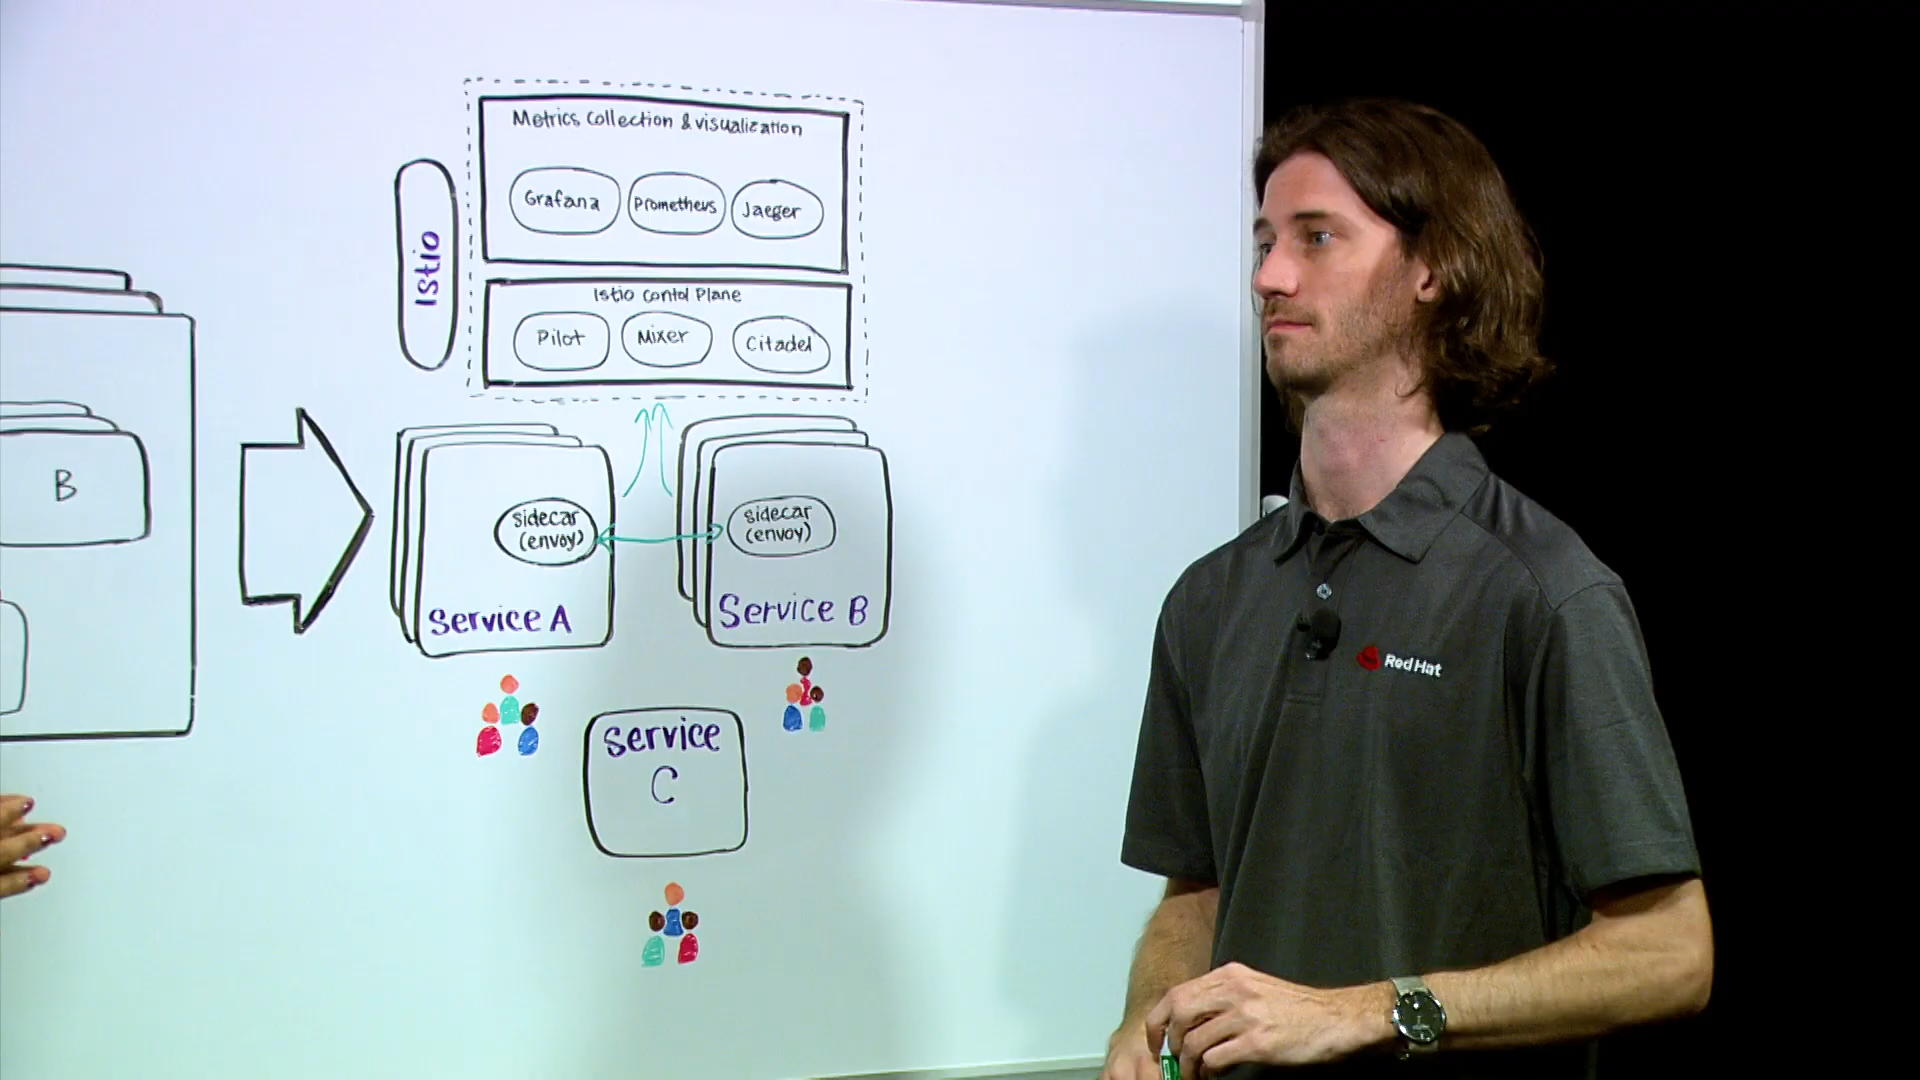 Metrics Collection & visualization
Grafana
Prometheus
Jaeger
Istio
Istio Contol Plane
Pilot
Mixer
Citadel
B
sidecar
(envoy)
Service A
sidecar
(envoy)
Service B
Service
C
Red Hat